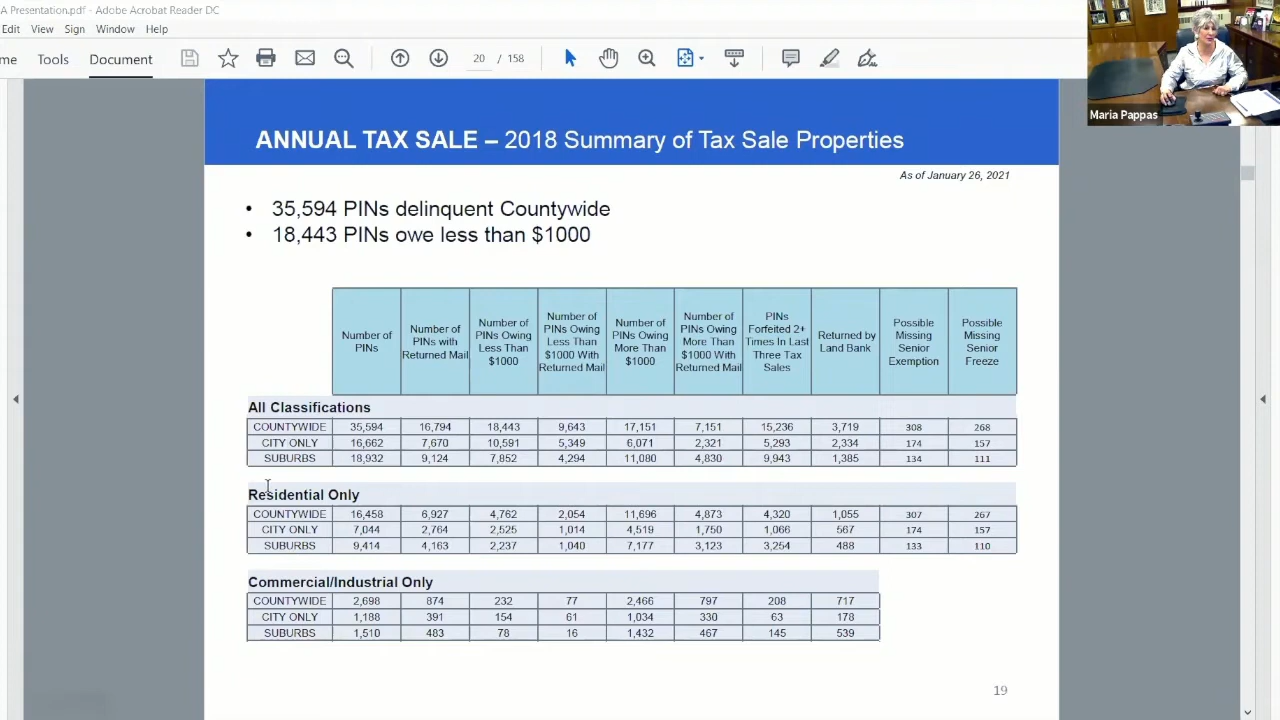 A Presentation.pdf - Adobe Acrobat Reader DC
Edit View Sign Window Help
me Tools Document 20 / 158
Maria Pappas
ANNUAL TAX SALE – 2018 Summary of Tax Sale Properties
As of January 26, 2021
• 35,594 PINs delinquent Countywide
• 18,443 PINs owe less than $1000
Number of PINs
Number of PINs with Returned Mail
Number of PINs Owing Less Than $1000
Number of PINs Owing Less Than $1000 With Returned Mail
Number of PINs Owing More Than $1000
Number of PINs Owing More Than $1000 With Returned Mail
PINs Forfeited 2+ Times In Last Three Tax Sales
Returned by Land Bank
Possible Missing Senior Exemption
Possible Missing Senior Freeze
All Classifications
COUNTYWIDE 35,594 16,794 18,443 9,643 17,151 7,151 15,236 3,719 308 268
CITY ONLY 16,662 7,670 10,591 5,349 6,071 2,321 5,293 2,334 174 157
SUBURBS 18,932 9,124 7,852 4,294 11,080 4,830 9,943 1,385 134 111
Residential Only
COUNTYWIDE 16,458 6,927 4,762 2,054 11,696 4,873 4,320 1,055 307 267
CITY ONLY 7,044 2,764 2,525 1,014 4,519 1,750 1,066 567 174 157
SUBURBS 9,414 4,163 2,237 1,040 7,177 3,123 3,254 488 133 110
Commercial/Industrial Only
COUNTYWIDE 2,698 874 232 77 2,466 797 208 717
CITY ONLY 1,188 391 154 61 1,034 330 63 178
SUBURBS 1,510 483 78 16 1,432 467 145 539
19